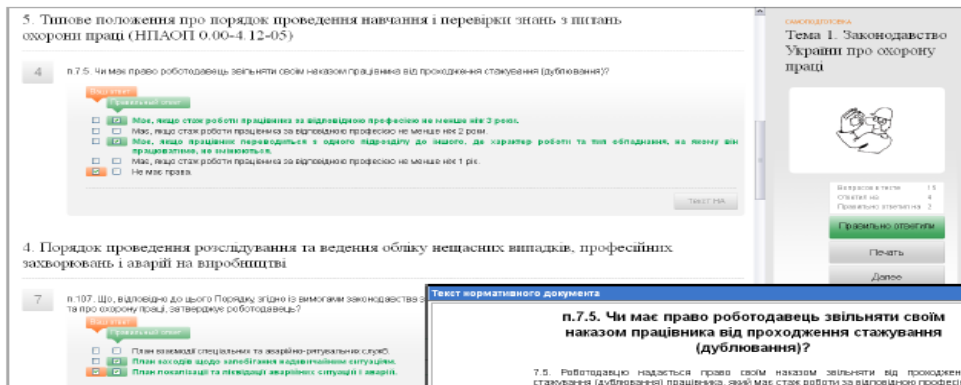 5. Типове положення про порядок проведення навчання і перевірки знань з питань
охорони праці (НПАОП 0.00-4.12-05)
4
п.7.5. Чи має право роботодавець звільняти своїм наказом працівника від проходження стажування (дублювання)?
Ваш ответ
Правильный ответ
Має, якщо стаж роботи працівника за відповідною професією не менше ніж 3 роки.
Має, якщо стаж роботи працівника за відповідною професією не менше ніж 2 роки.
Має, якщо працівник переводиться з одного підрозділу до іншого, де характер роботи та тип обладнання, на якому він
працюватиме, не змінюються.
Має, якщо стаж роботи працівника за відповідною професією не менше ніж 1 рік.
Не має права.
Текст НА
4. Порядок проведення розслідування та ведення обліку нещасних випадків, професійних
захворювань і аварій на виробництві
7
п.107. Що, відповідно до цього Порядку, згідно із вимогами законодавства з
та про охорону праці, затверджує роботодавець?
Ваш ответ
Правильный ответ
План взаємодії спеціальних та аварійно-рятувальних служб.
План заходів щодо запобігання надзвичайним ситуаціям.
План локалізації та ліквідації аварійних ситуацій і аварій.
САМОПОДГОТОВКА
Тема 1. Законодавство
України про охорону
праці
Вопросов в тесте 15
Ответил на: 4
Правильно ответил на 2
Правильно ответили
Печать
Далее
Текст нормативного документа
п.7.5. Чи має право роботодавець звільняти своїм
наказом працівника від проходження стажування
(дублювання)?
7.5. Роботодавцю надається право своїм наказом звільняти від проходжен
стажування (дублювання) працівника, який має стаж роботи за відповідною професі